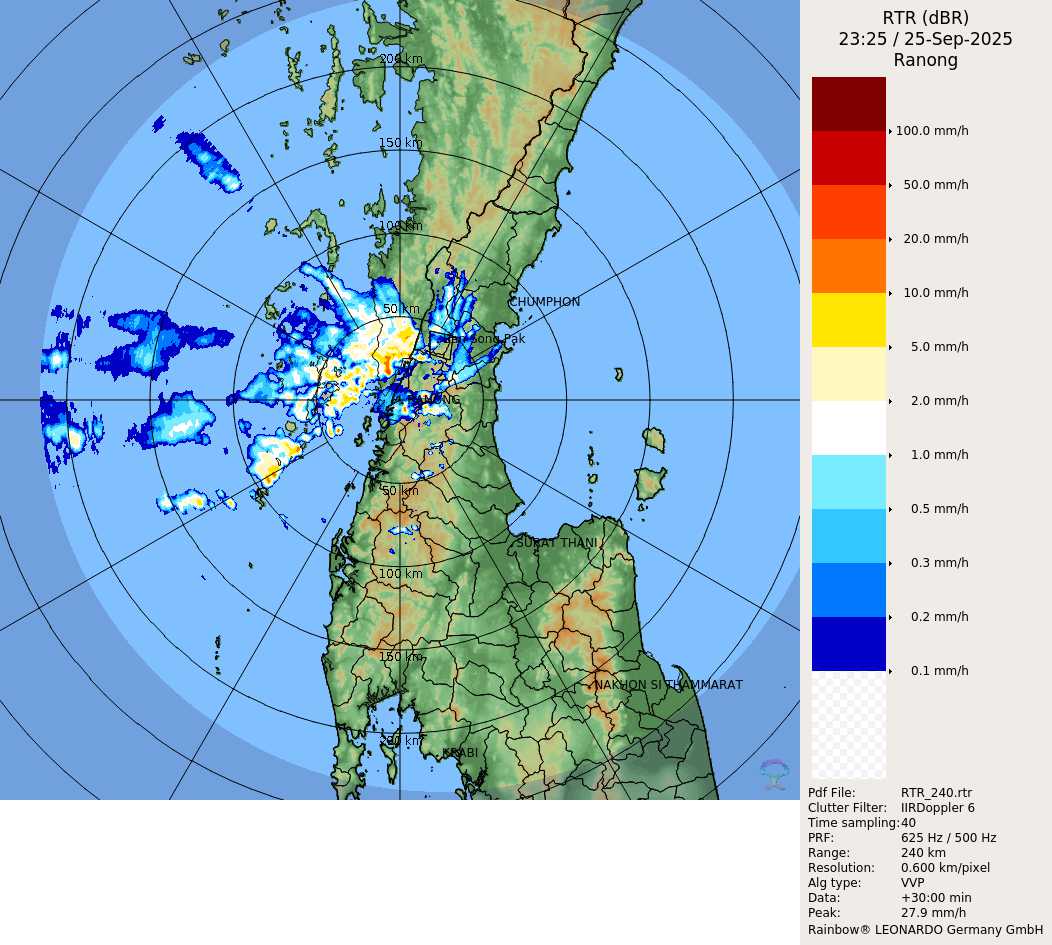 RTR (dBR)
23:25 / 25-Sep-2025
Ranong
200 km
150 km
100 km
50 km
CHUMPHON
RANONG
50 km
SURAT THANI
100 km
150 km
NAKHON SI THAMMARAT
200 km
KRABI
100.0 mm/h
50.0 mm/h
20.0 mm/h
10.0 mm/h
5.0 mm/h
2.0 mm/h
1.0 mm/h
0.5 mm/h
0.3 mm/h
0.2 mm/h
0.1 mm/h
Pdf File: RTR_240.rtr
Clutter Filter: IIRDoppler 6
Time sampling: 40
PRF: 625 Hz / 500 Hz
Range: 240 km
Resolution: 0.600 km/pixel
Alg type: VVP
Data: +30:00 min
Peak: 27.9 mm/h
Rainbow® LEONARDO Germany GmbH